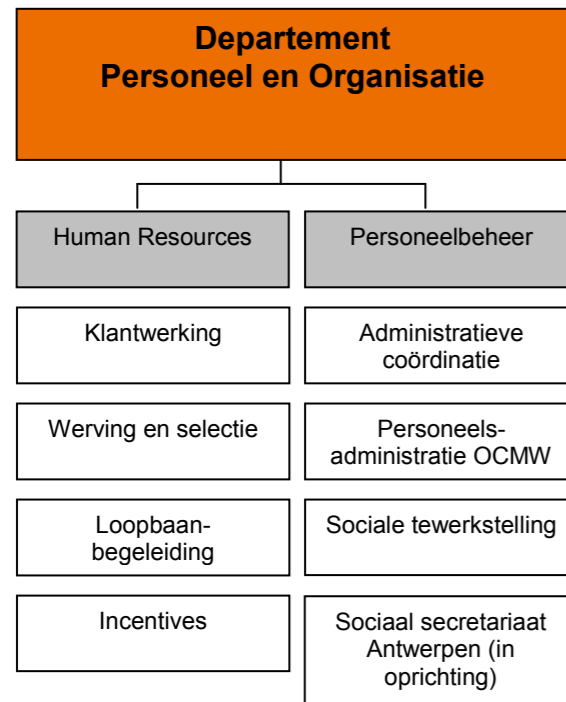 Departement
Personeel en Organisatie
Human Resources
Klantwerking
Werving en selectie
Loopbaan-
begeleiding
Incentives
Personeelbeheer
Administratieve
coördinatie
Personeels-
administratie OCMW
Sociale tewerkstelling
Sociaal secretariaat
Antwerpen (in
oprichting)